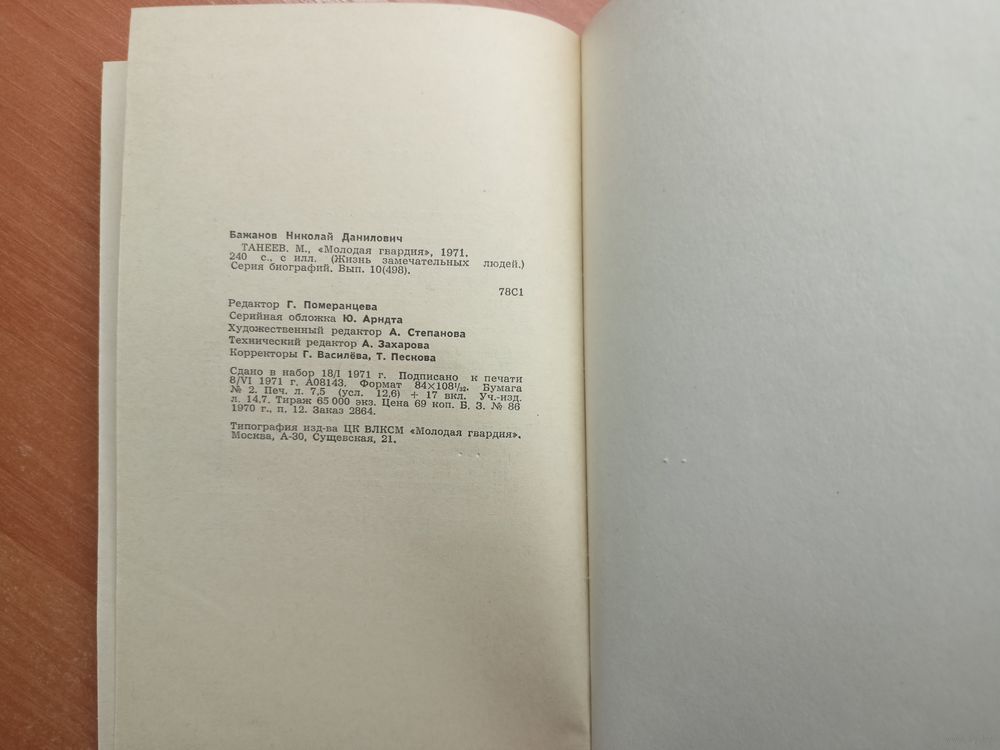 Бажанов Николай Данилович
ТАНЕЕВ. М., «Молодая гвардия», 1971.
240 с., с илл. (Жизнь замечательных людей.)
Серия биографий. Вып. 10(498).
78С1
Редактор Г. Померанцева
Серийная обложка Ю. Арндта
Художественный редактор А. Степанова
Технический редактор А. Захарова
Корректоры Г. Василёва, Т. Пескова
Сдано в набор 18/I 1971 г. Подписано к печати
8/VI 1971 г. А08143. Формат 84×108¹/₃₂. Бумага
№ 2. Печ. л. 7,5 (усл. 12,6) + 17 вкл. Уч.-изд.
л. 14,7. Тираж 65 000 экз. Цена 69 коп. Б. З. № 86
1970 г., п. 12. Заказ 2864.
Типография изд-ва ЦК ВЛКСМ «Молодая гвардия».
Москва, А-30, Сущевская, 21.